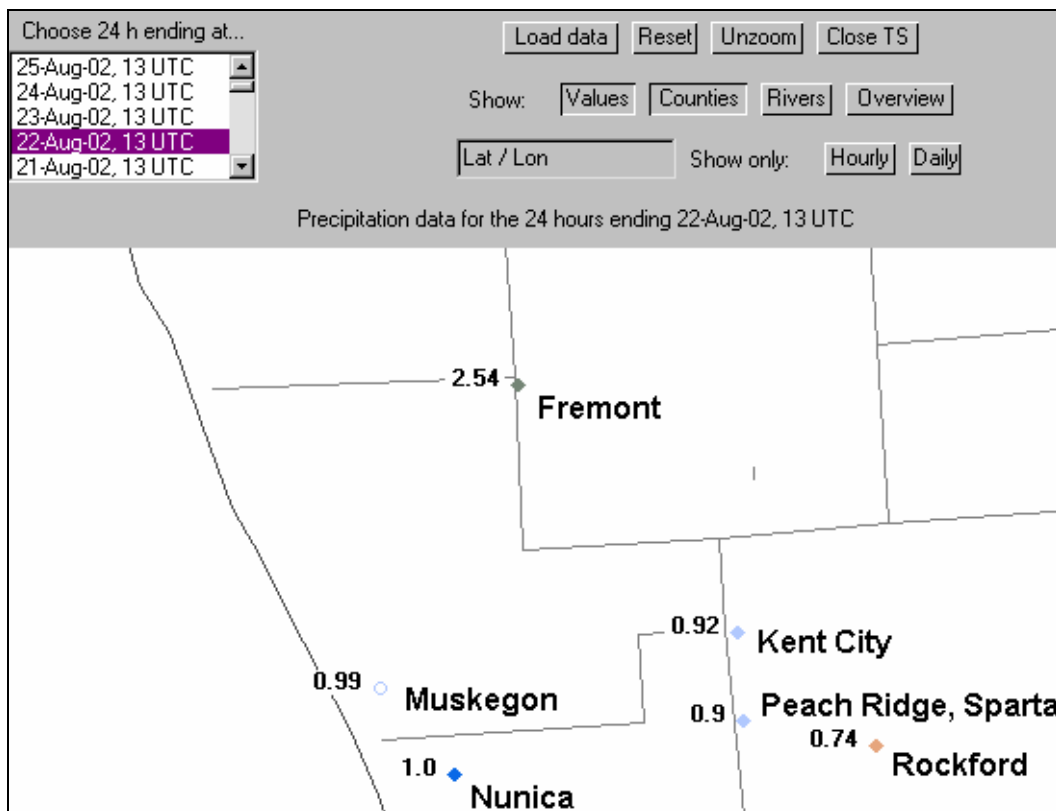 Choose 24 h ending at...
25-Aug-02, 13 UTC
24-Aug-02, 13 UTC
23-Aug-02, 13 UTC
22-Aug-02, 13 UTC
21-Aug-02, 13 UTC
Load data Reset Unzoom Close TS
Show: Values Counties Rivers Overview
Lat / Lon Show only: Hourly Daily
Precipitation data for the 24 hours ending 22-Aug-02, 13 UTC
2.54
Fremont
0.92
Kent City
0.99
Muskegon
0.9
Peach Ridge, Sparta
0.74
Rockford
1.0
Nunica